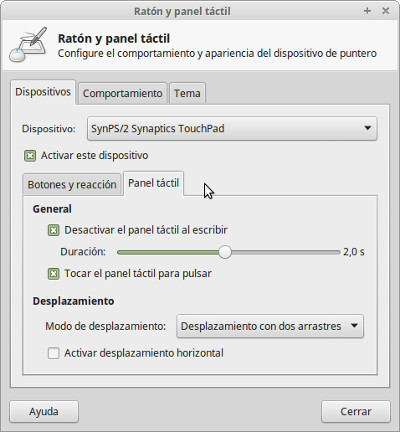 Ratón y panel táctil
Ratón y panel táctil
Configure el comportamiento y apariencia del dispositivo de puntero
Dispositivos Comportamiento Tema
Dispositivo: SynPS/2 Synaptics TouchPad
Activar este dispositivo
Botones y reacción Panel táctil
General
Desactivar el panel táctil al escribir
Duración: 2,0 s
Tocar el panel táctil para pulsar
Desplazamiento
Modo de desplazamiento: Desplazamiento con dos arrastres
Activar desplazamiento horizontal
Ayuda Cerrar